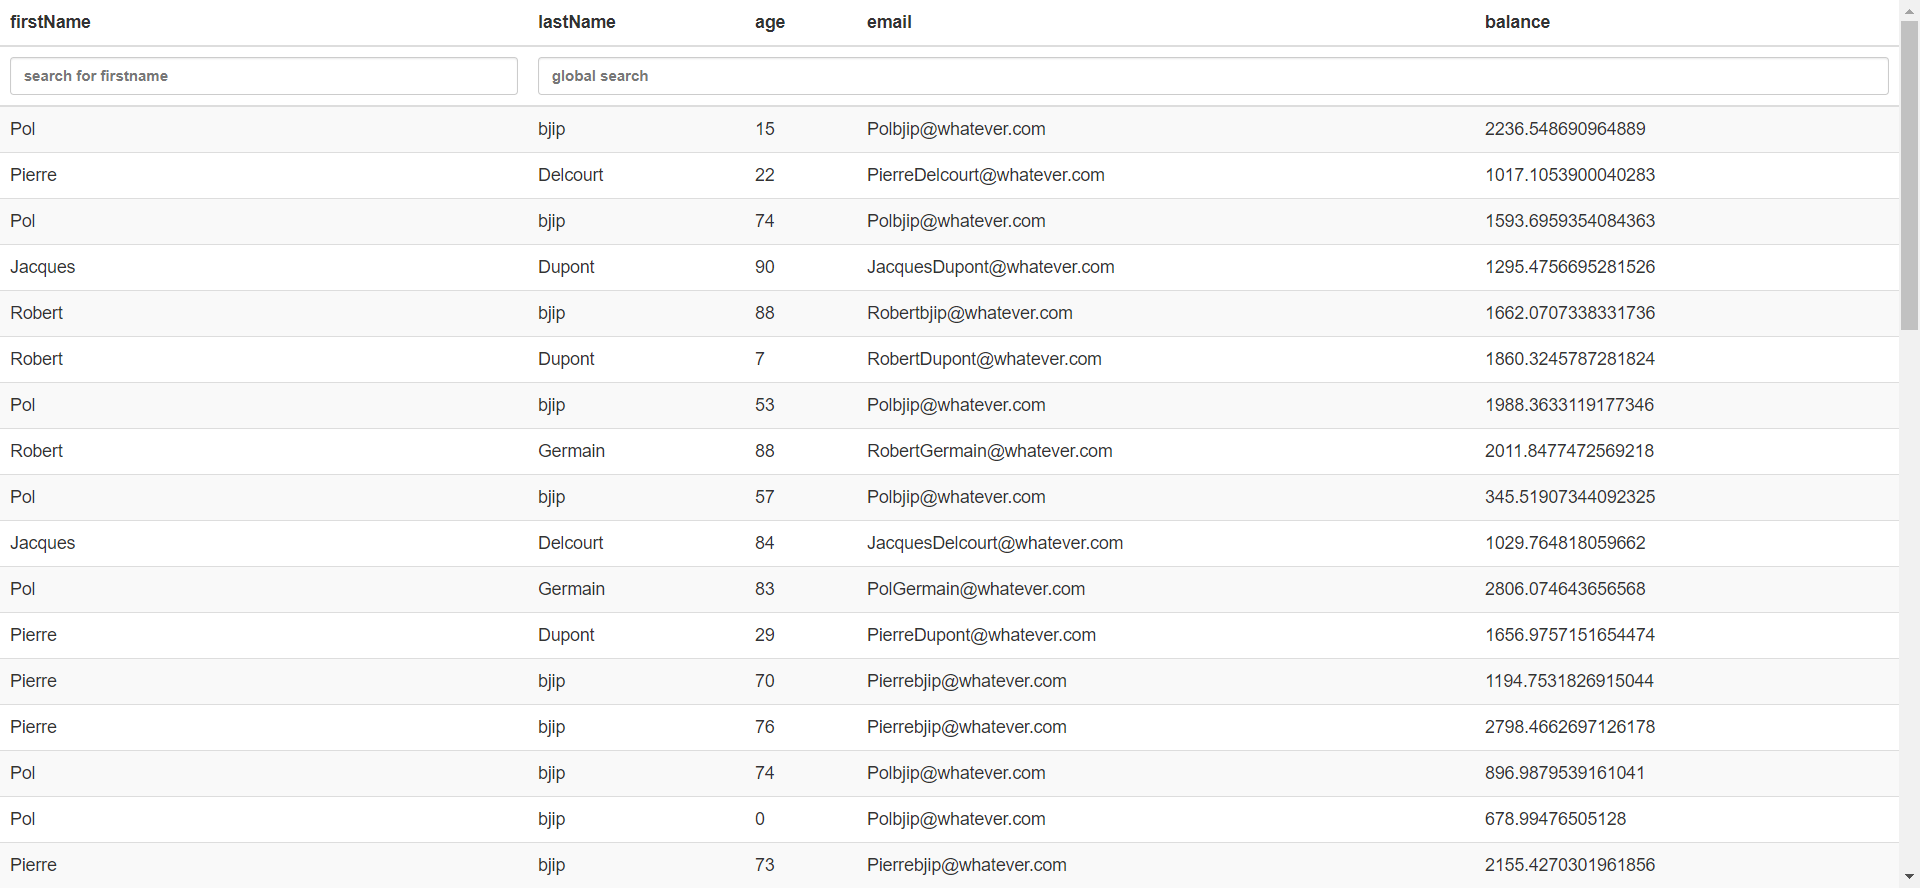 firstName lastName age email balance
search for firstname global search
Pol bjip 15 Polbjip@whatever.com 2236.548690964889
Pierre Delcourt 22 PierreDelcourt@whatever.com 1017.1053900040283
Pol bjip 74 Polbjip@whatever.com 1593.6959354084363
Jacques Dupont 90 JacquesDupont@whatever.com 1295.4756695281526
Robert bjip 88 Robertbjip@whatever.com 1662.0707338331736
Robert Dupont 7 RobertDupont@whatever.com 1860.3245787281824
Pol bjip 53 Polbjip@whatever.com 1988.3633119177346
Robert Germain 88 RobertGermain@whatever.com 2011.8477472569218
Pol bjip 57 Polbjip@whatever.com 345.51907344092325
Jacques Delcourt 84 JacquesDelcourt@whatever.com 1029.764818059662
Pol Germain 83 PolGermain@whatever.com 2806.074643656568
Pierre Dupont 29 PierreDupont@whatever.com 1656.9757151654474
Pierre bjip 70 Pierrebjip@whatever.com 1194.7531826915044
Pierre bjip 76 Pierrebjip@whatever.com 2798.4662697126178
Pol bjip 74 Polbjip@whatever.com 896.9879539161041
Pol bjip 0 Polbjip@whatever.com 678.99476505128
Pierre bjip 73 Pierrebjip@whatever.com 2155.4270301961856